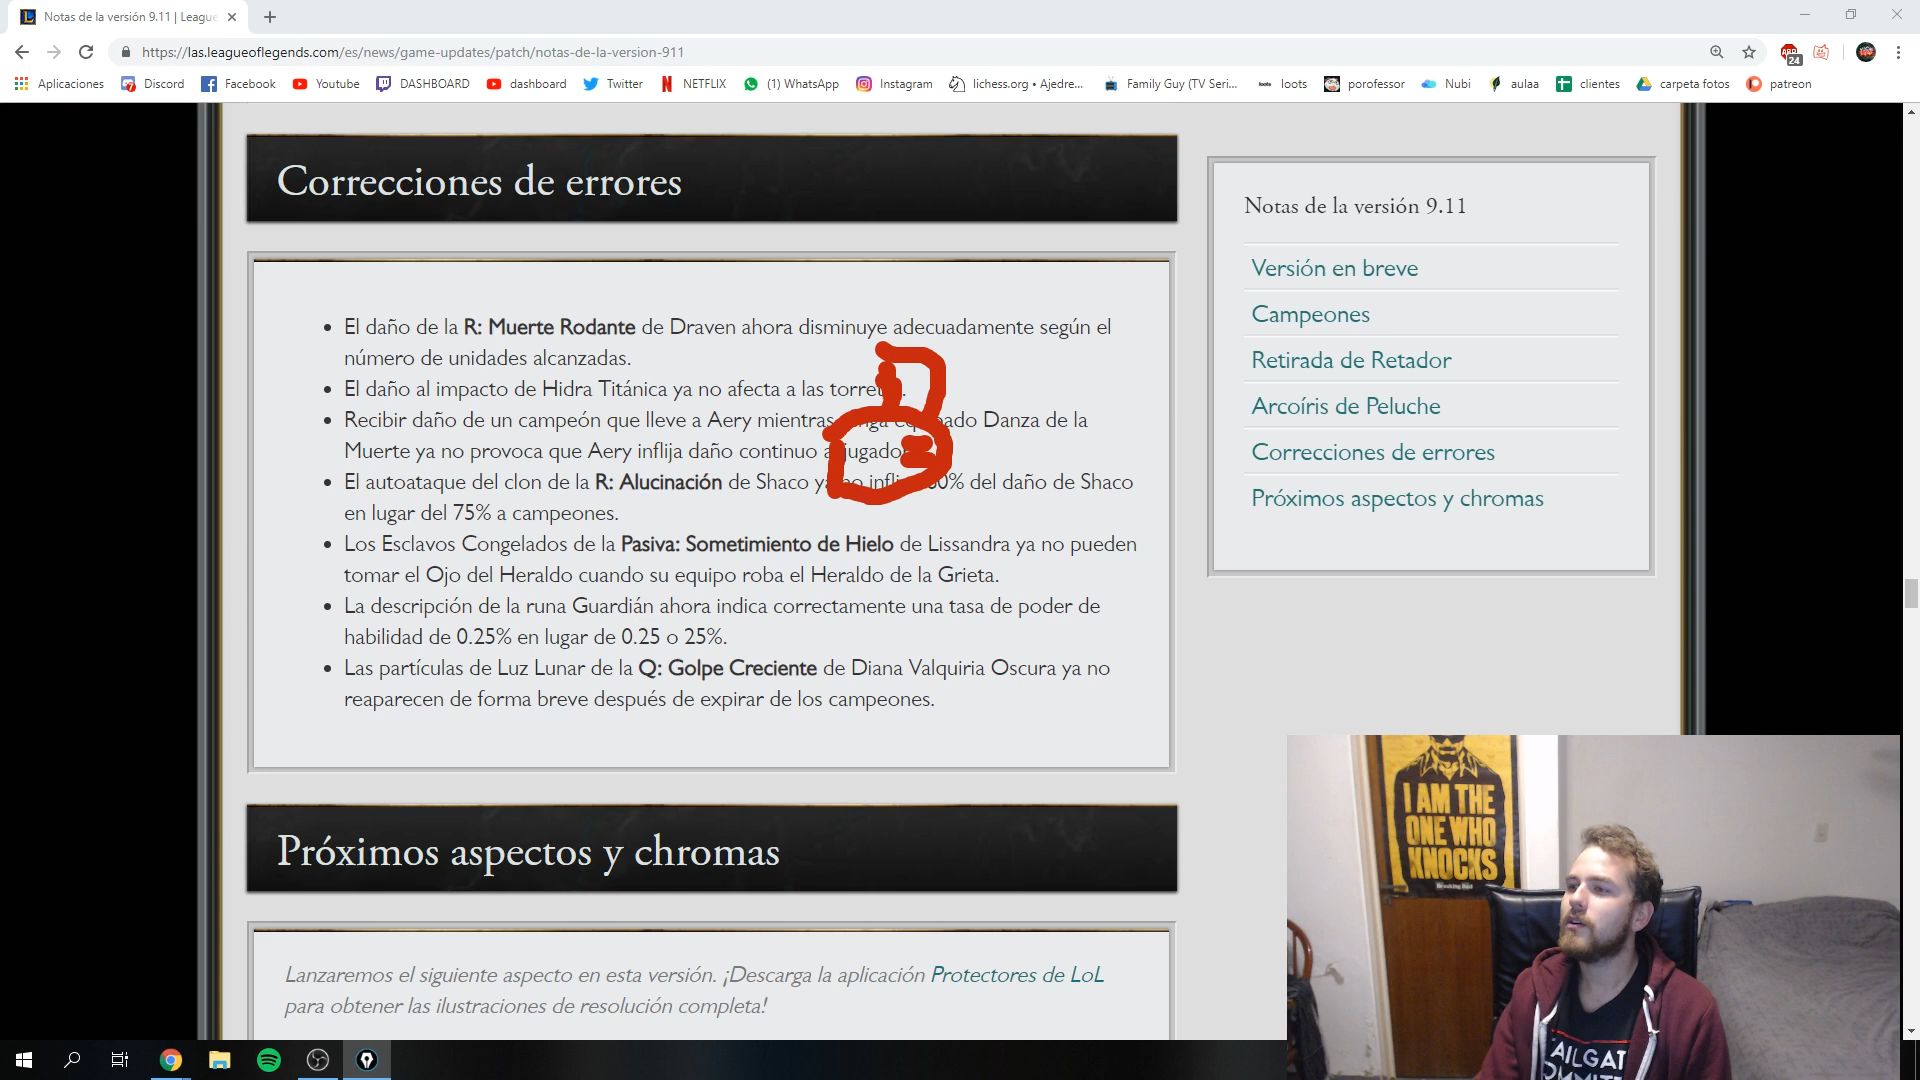 Notas de la versión 9.11 | League
https://las.leagueoflegends.com/es/news/game-updates/patch/notas-de-la-version-911
24
Aplicaciones Discord Facebook Youtube DASHBOARD dashboard Twitter NETFLIX (1) WhatsApp Instagram lichess.org • Ajedre... Family Guy (TV Seri... loots porofessor Nubi aulaa clientes carpeta fotos patreon
Correcciones de errores
El daño de la R: Muerte Rodante de Draven ahora disminuye adecuadamente según el
número de unidades alcanzadas.
El daño al impacto de Hidra Titánica ya no afecta a las
Recibir daño de un campeón que lleve a Aery mientras Danza de la
Muerte ya no provoca que Aery inflija daño continuo
El autoataque del clon de la R: Alucinación de Shaco del daño de Shaco
en lugar del 75% a campeones.
Los Esclavos Congelados de la Pasiva: Sometimiento de Hielo de Lissandra ya no pueden
tomar el Ojo del Heraldo cuando su equipo roba el Heraldo de la Grieta.
La descripción de la runa Guardián ahora indica correctamente una tasa de poder de
habilidad de 0.25% en lugar de 0.25 o 25%.
Las partículas de Luz Lunar de la Q: Golpe Creciente de Diana Valquiria Oscura ya no
reaparecen de forma breve después de expirar de los campeones.
Próximos aspectos y chromas
Lanzaremos el siguiente aspecto en esta versión. ¡Descarga la aplicación Protectores de LoL
para obtener las ilustraciones de resolución completa!
Notas de la versión 9.11
Versión en breve
Campeones
Retirada de Retador
Arcoíris de Peluche
Correcciones de errores
Próximos aspectos y chromas
I AM THE
ONE WHO
KNOCKS
Breaking Bad